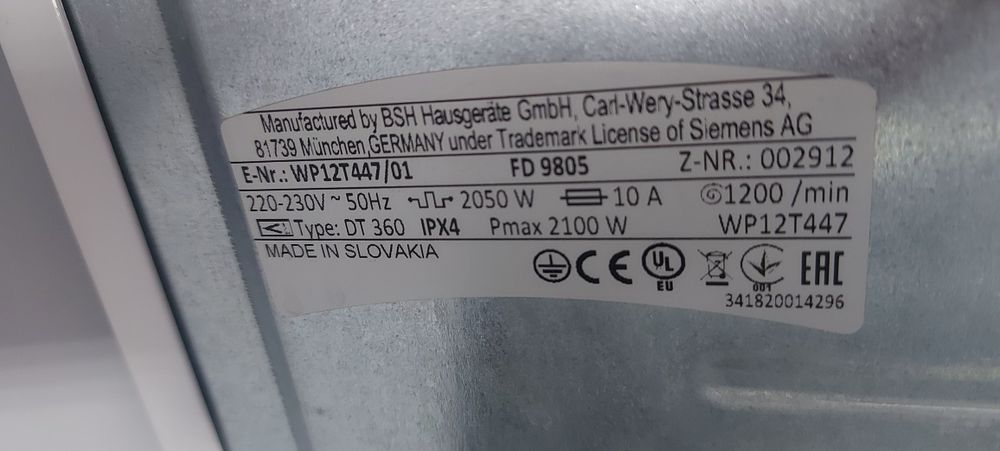 Manufactured by BSH Hausgeräte GmbH, Carl-Wery-Strasse 34,
81739 München,GERMANY under Trademark License of Siemens AG
E-Nr.: WP12T447/01 FD 9805 Z-NR.: 002912
220-230V ~ 50Hz 2050 W 10 A 1200 /min
Type: DT 360 IPX4 Pmax 2100 W WP12T447
MADE IN SLOVAKIA
CE UL EU 001 EAC
341820014296